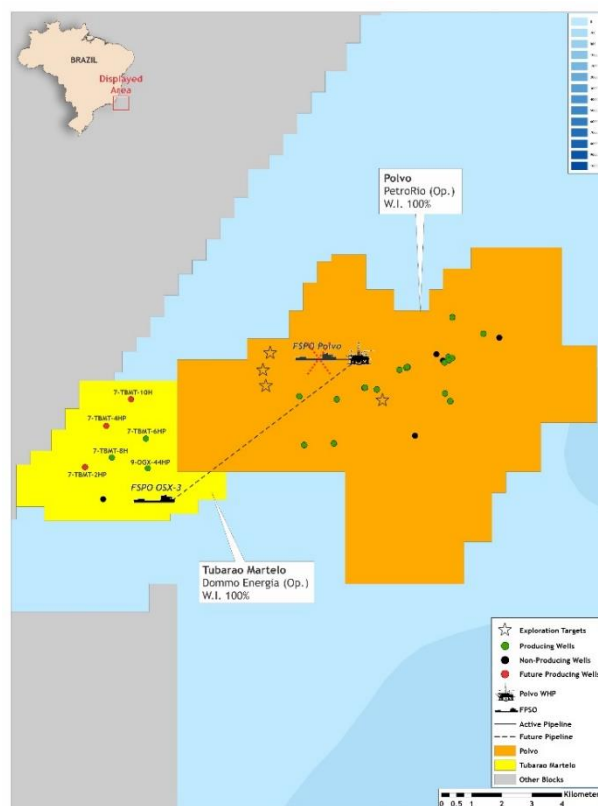 BRAZIL
Displayed
Area
Polvo
PetroRio (Op.)
W.I. 100%
FSPO Polvo
7-TBMT-10H
7-TBMT-4HP
7-TBMT-6HP
7-TBMT-8H
9-OGX-44HP
7-TBMT-2HP
FSPO OSX-3
Tubarao Martelo
Dommo Energia (Op.)
W.I. 100%
Exploration Targets
Producing Wells
Non-Producing Wells
Future Producing Wells
Polvo WHP
FPSO
Active Pipeline
Future Pipeline
Polvo
Tubarao Martelo
Other Blocks
Kilometer
0 0.5 1 2 3 4